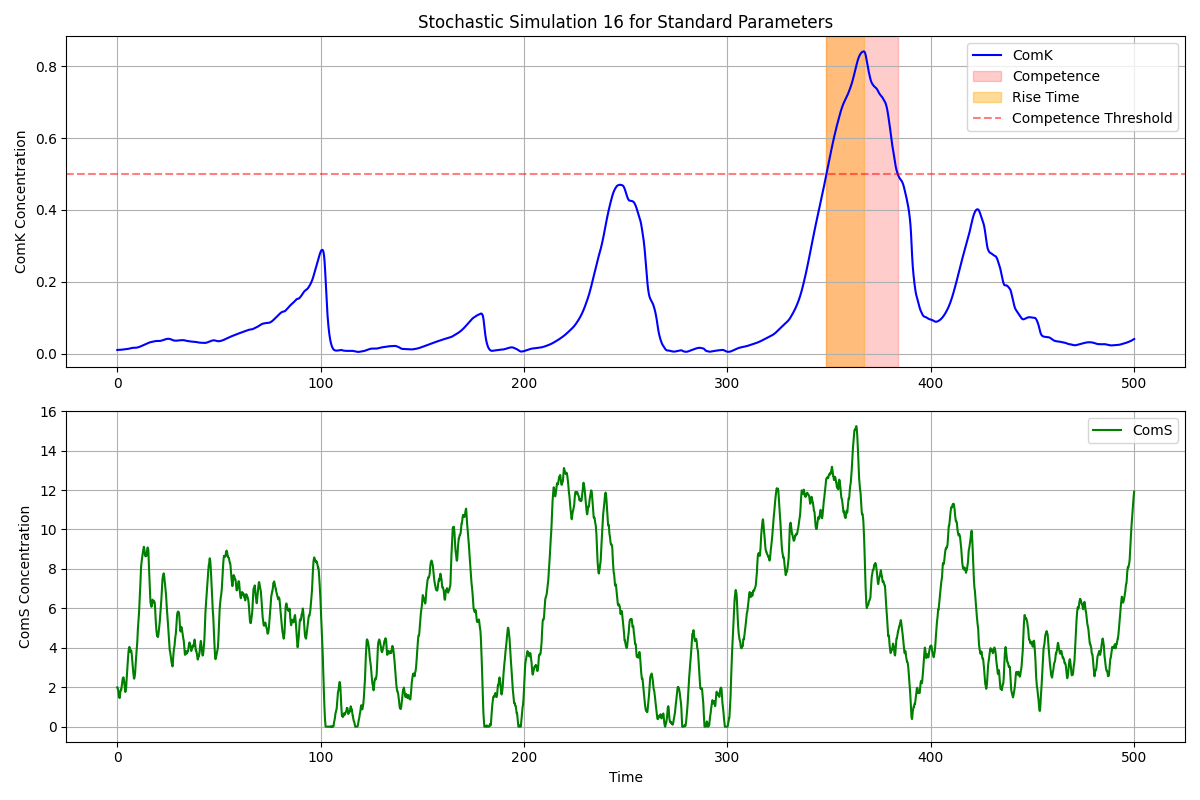 Stochastic Simulation 16 for Standard Parameters
ComK Concentration
0.8
0.6
0.4
0.2
0.0
ComK
Competence
Rise Time
Competence Threshold
0 100 200 300 400 500
ComS Concentration
16
14
12
10
8
6
4
2
0
ComS
0 100 200 300 400 500
Time